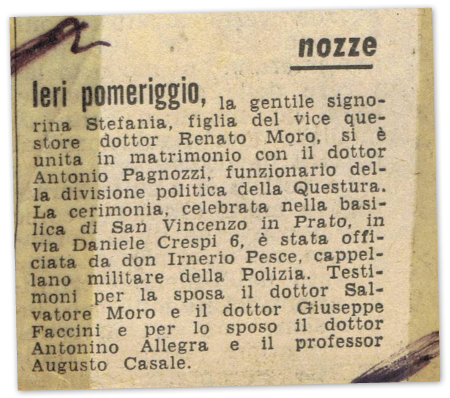 nozze
Ieri pomeriggio, la gentile signo-
rina Stefania, figlia del vice que-
store dottor Renato Moro, si è
unita in matrimonio con il dottor
Antonio Pagnozzi, funzionario del-
la divisione politica della Questura.
La cerimonia, celebrata nella basi-
lica di San Vincenzo in Prato, in
via Daniele Crespi 6, è stata offi-
ciata da don Irnerio Pesce, cappel-
lano militare della Polizia. Testi-
moni per la sposa il dottor Sal-
vatore Moro e il dottor Giuseppe
Faccini e per lo sposo il dottor
Antonino Allegra e il professor
Augusto Casale.